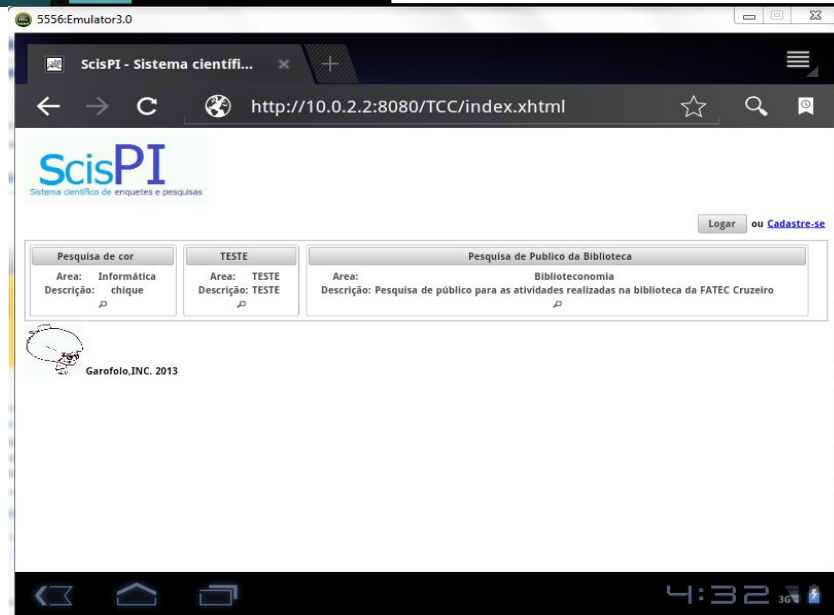 5556:Emulator3.0
ScisPI - Sistema científi...
http://10.0.2.2:8080/TCC/index.xhtml
ScisPI
Sistema científico de enquetes e pesquisas
Logar ou Cadastre-se
Pesquisa de cor TESTE Pesquisa de Publico da Biblioteca
Area: Informática Area: TESTE Area: Biblioteconomia
Descrição: chique Descrição: TESTE Descrição: Pesquisa de público para as atividades realizadas na biblioteca da FATEC Cruzeiro
Garofolo,INC. 2013
4:32 3G